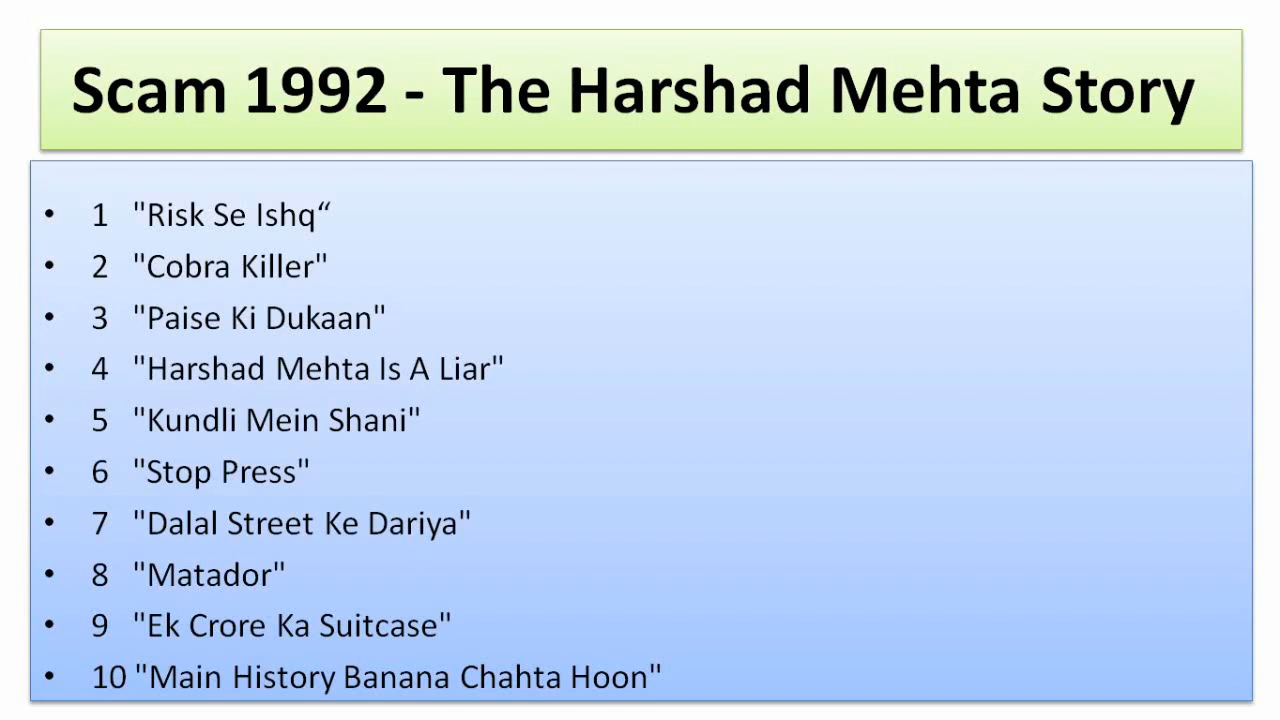 Scam 1992 - The Harshad Mehta Story
• 1 "Risk Se Ishq“
• 2 "Cobra Killer"
• 3 "Paise Ki Dukaan"
• 4 "Harshad Mehta Is A Liar"
• 5 "Kundli Mein Shani"
• 6 "Stop Press"
• 7 "Dalal Street Ke Dariya"
• 8 "Matador"
• 9 "Ek Crore Ka Suitcase"
• 10 "Main History Banana Chahta Hoon"